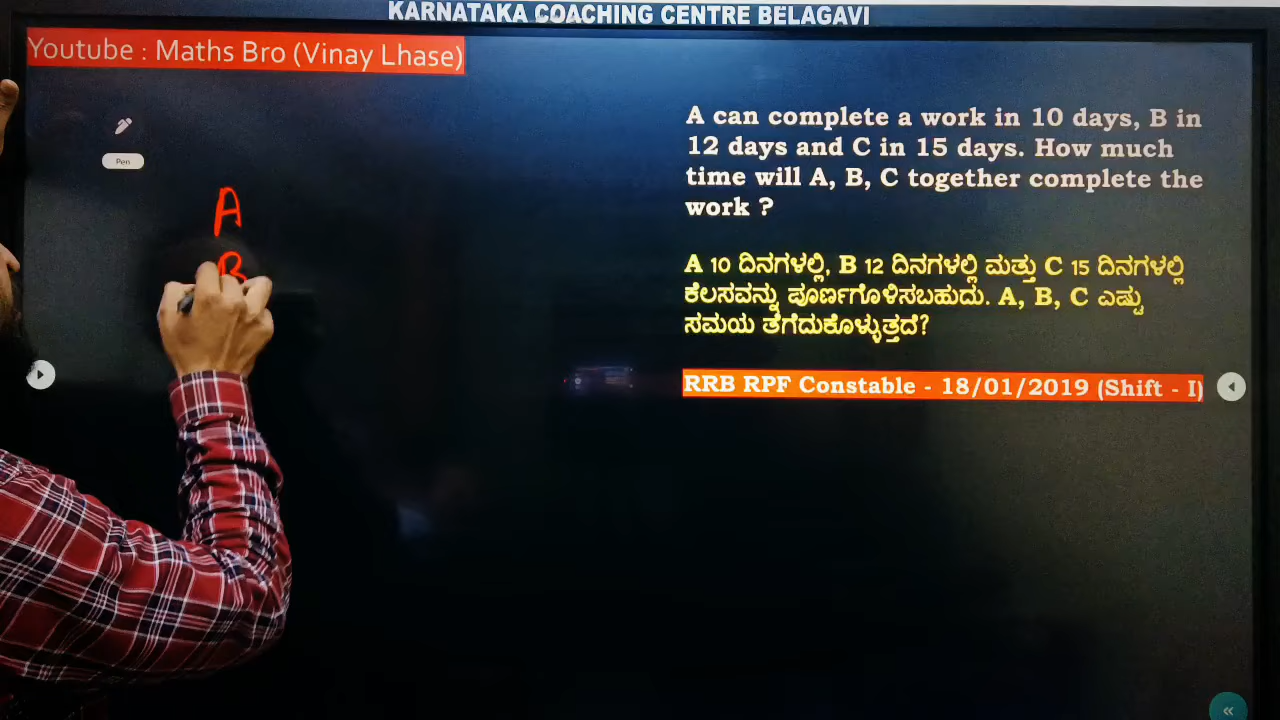 KARNATAKA COACHING CENTRE BELAGAVI
Youtube : Maths Bro (Vinay Lhase)
Pen
A
B
A can complete a work in 10 days, B in
12 days and C in 15 days. How much
time will A, B, C together complete the
work ?
A 10 ದಿನಗಳಲ್ಲಿ, B 12 ದಿನಗಳಲ್ಲಿ ಮತ್ತು C 15 ದಿನಗಳಲ್ಲಿ
ಕೆಲಸವನ್ನು ಪೂರ್ಣಗೊಳಿಸಬಹುದು. A, B, C ಎಷ್ಟು
ಸಮಯ ತೆಗೆದುಕೊಳ್ಳುತ್ತದೆ?
RRB RPF Constable - 18/01/2019 (Shift - I)